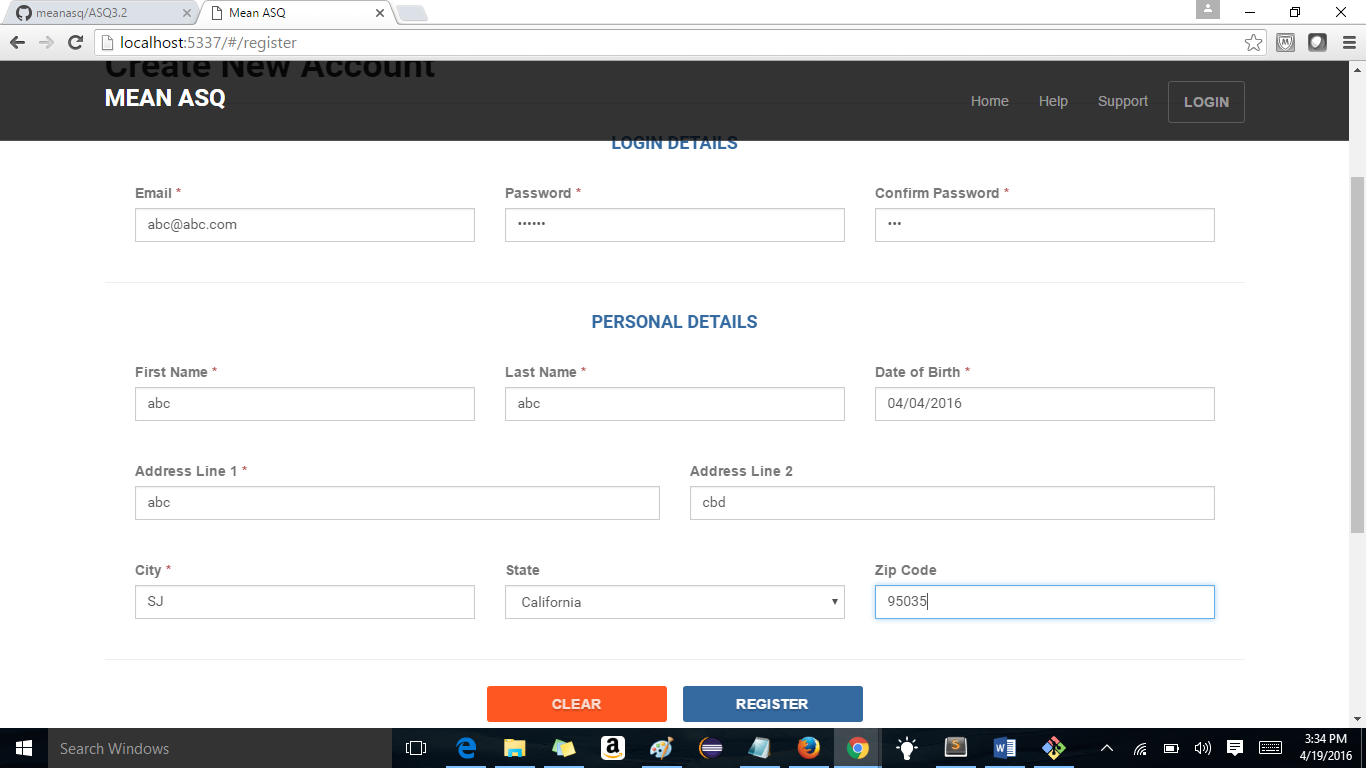 meanasq/ASQ3.2 Mean ASQ
localhost:5337/#/register
Create New Account
MEAN ASQ Home Help Support LOGIN
LOGIN DETAILS
Email * Password * Confirm Password *
abc@abc.com •••••• •••
PERSONAL DETAILS
First Name * Last Name * Date of Birth *
abc abc 04/04/2016
Address Line 1 * Address Line 2
abc cbd
City * State Zip Code
SJ California 95035
CLEAR REGISTER
Search Windows
3:34 PM
4/19/2016